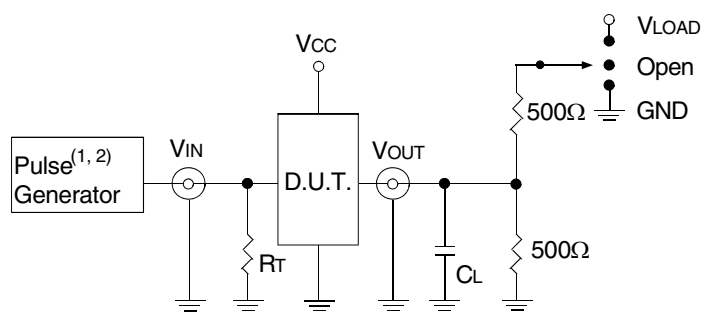 VLOAD
VCC
Open
500Ω
GND
Pulse(1, 2)
Generator
VIN
D.U.T.
VOUT
RT
CL
500Ω